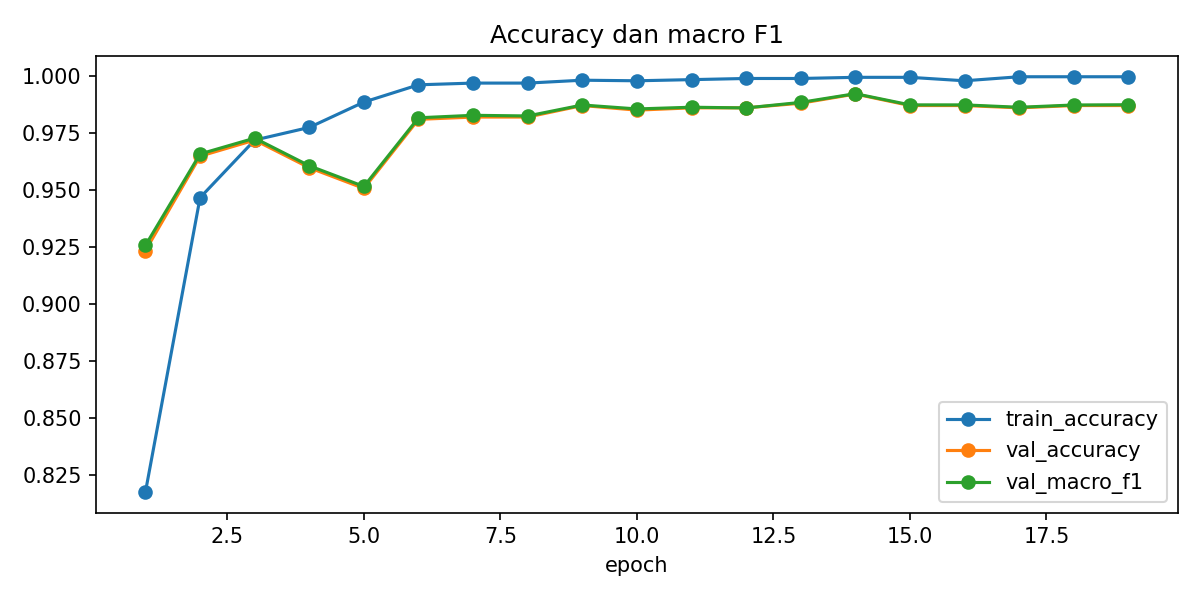 Accuracy dan macro F1
1.000
0.975
0.950
0.925
0.900
0.875
0.850
0.825
train_accuracy
val_accuracy
val_macro_f1
2.5 5.0 7.5 10.0 12.5 15.0 17.5
epoch